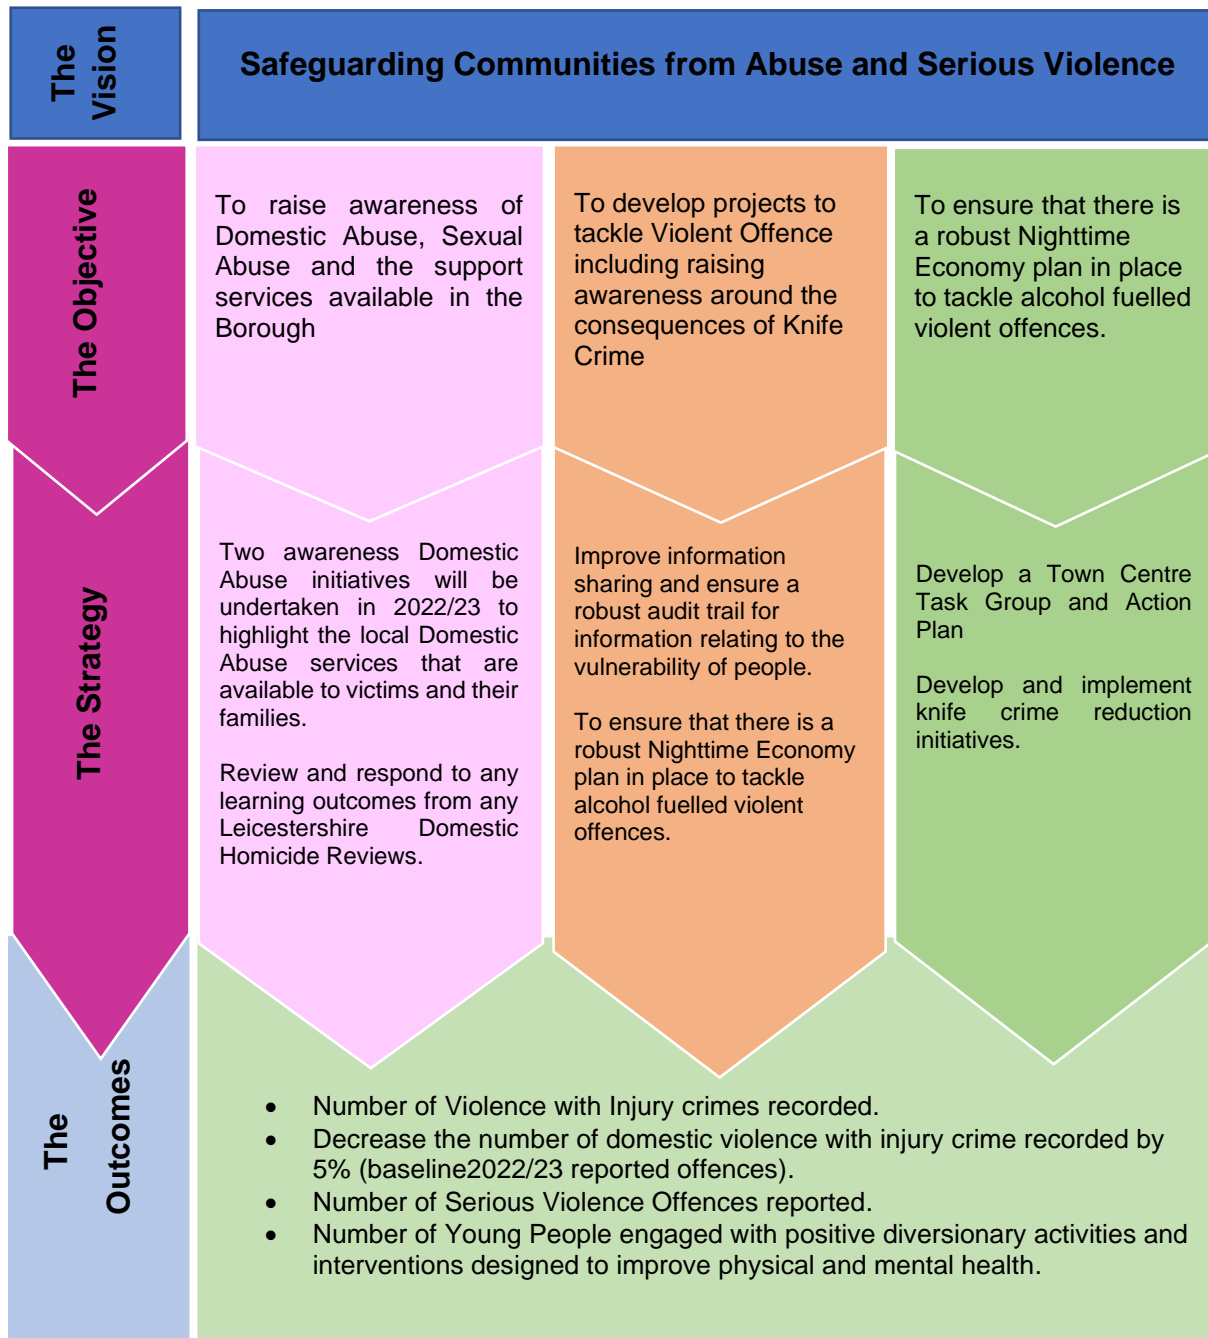 The
Vision
Safeguarding Communities from Abuse and Serious Violence
The Objective
To raise awareness of
Domestic Abuse, Sexual
Abuse and the support
services available in the
Borough
To develop projects to
tackle Violent Offence
including raising
awareness around the
consequences of Knife
Crime
To ensure that there is
a robust Nighttime
Economy plan in place
to tackle alcohol fuelled
violent offences.
The Strategy
Two awareness Domestic
Abuse initiatives will be
undertaken in 2022/23 to
highlight the local Domestic
Abuse services that are
available to victims and their
families.
Review and respond to any
learning outcomes from any
Leicestershire Domestic
Homicide Reviews.
Improve information
sharing and ensure a
robust audit trail for
information relating to the
vulnerability of people.
To ensure that there is a
robust Nighttime Economy
plan in place to tackle
alcohol fuelled violent
offences.
Develop a Town Centre
Task Group and Action
Plan
Develop and implement
knife crime reduction
initiatives.
The
Outcomes
• Number of Violence with Injury crimes recorded.
• Decrease the number of domestic violence with injury crime recorded by
5% (baseline2022/23 reported offences).
• Number of Serious Violence Offences reported.
• Number of Young People engaged with positive diversionary activities and
interventions designed to improve physical and mental health.